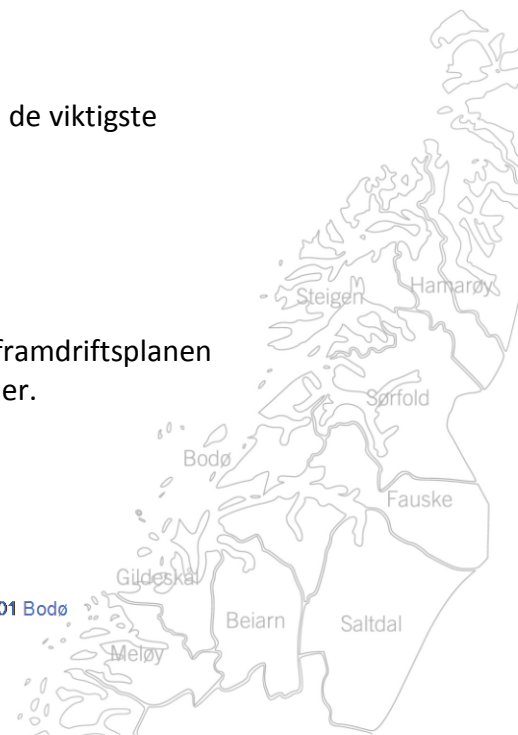 de viktigste
Steigen
Hamarøy
framdriftsplanen
er.
Sørfold
Bodø
Fauske
Gildeskål
01 Bodø
Beiarn
Saltdal
Meløy